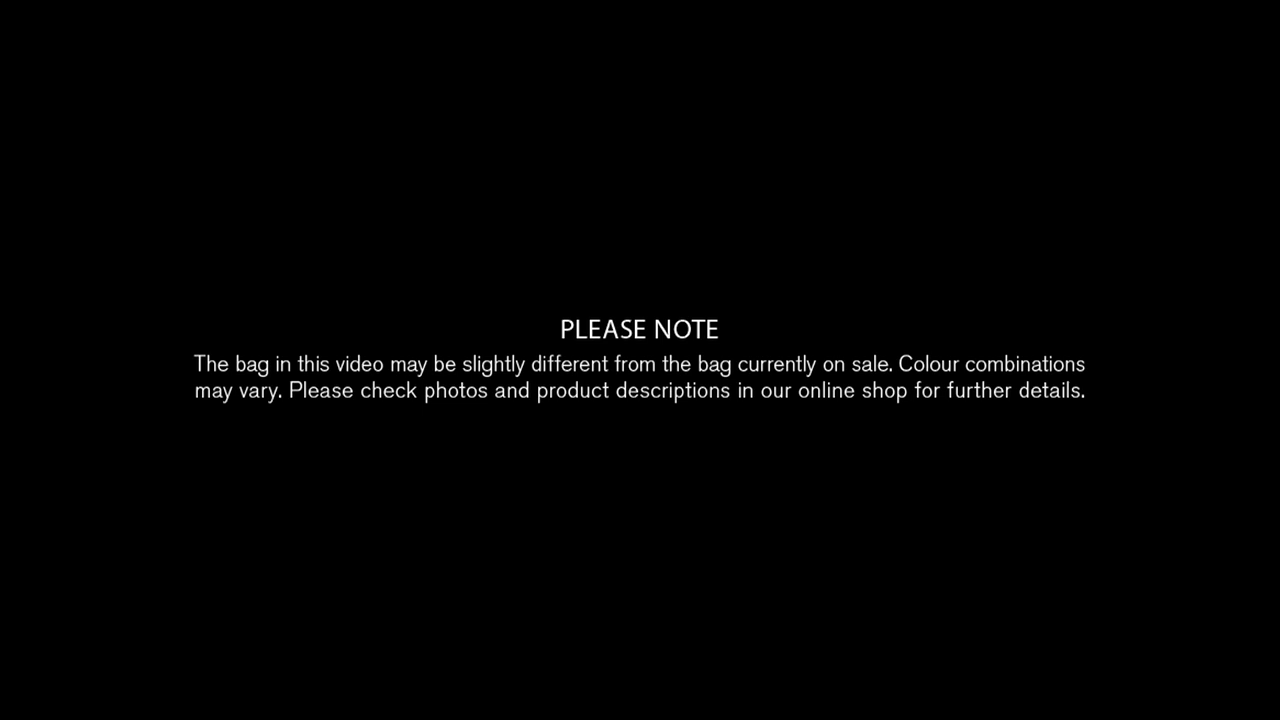 PLEASE NOTE
The bag in this video may be slightly different from the bag currently on sale. Colour combinations
may vary. Please check photos and product descriptions in our online shop for further details.